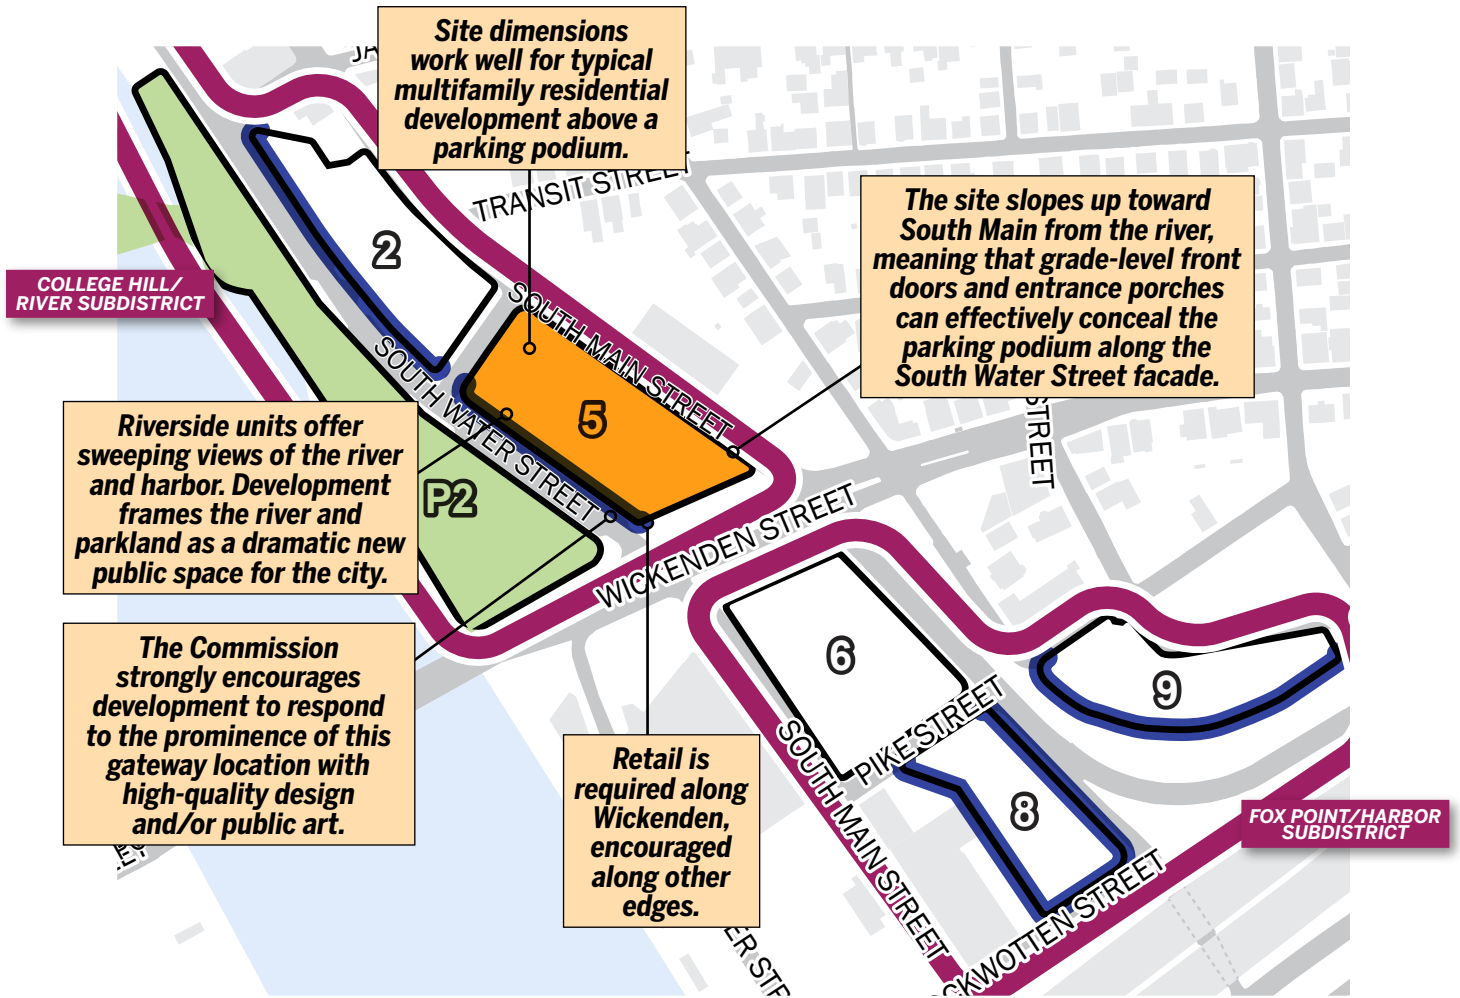 Site dimensions
work well for typical
multifamily residential
development above a
parking podium.
JA
TRANSIT STREET
The site slopes up toward
South Main from the river,
meaning that grade-level front
doors and entrance porches
can effectively conceal the
parking podium along the
South Water Street facade.
2
COLLEGE HILL/
RIVER SUBDISTRICT
SOUTH MAIN STREET
SOUTH WATER STREET
5
STREET
Riverside units offer
sweeping views of the river
and harbor. Development
frames the river and
parkland as a dramatic new
public space for the city.
P2
WICKENDEN STREET
The Commission
strongly encourages
development to respond
to the prominence of this
gateway location with
high-quality design
and/or public art.
6
9
PIKE STREET
SOUTH MAIN STREET
Retail is
required along
Wickenden,
encouraged
along other
edges.
8
FOX POINT/HARBOR
SUBDISTRICT
CKWOTTEN STREET
ER STR